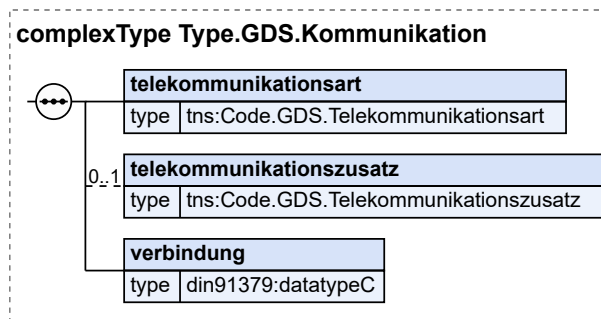 complexType Type.GDS.Kommunikation
telekommunikationsart
type tns:Code.GDS.Telekommunikationsart
0..1
telekommunikationszusatz
type tns:Code.GDS.Telekommunikationszusatz
verbindung
type din91379:datatypeC